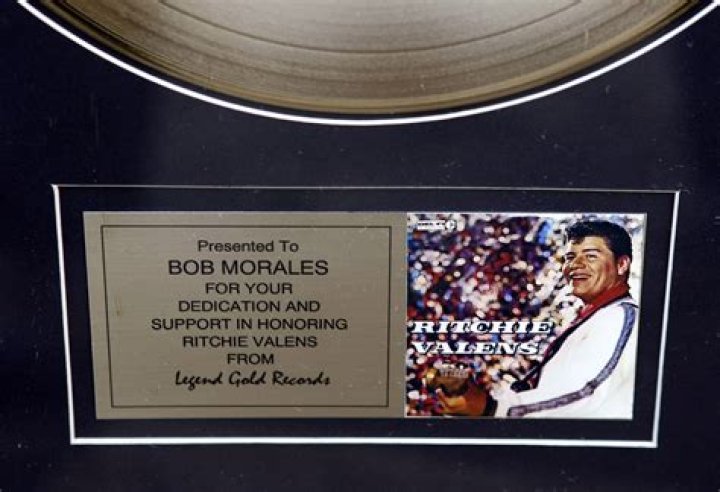 Presented To
BOB MORALES
FOR YOUR
DEDICATION AND
SUPPORT IN HONORING
RITCHIE VALENS
FROM
Legend Gold Records
RITCHIE
VALENS